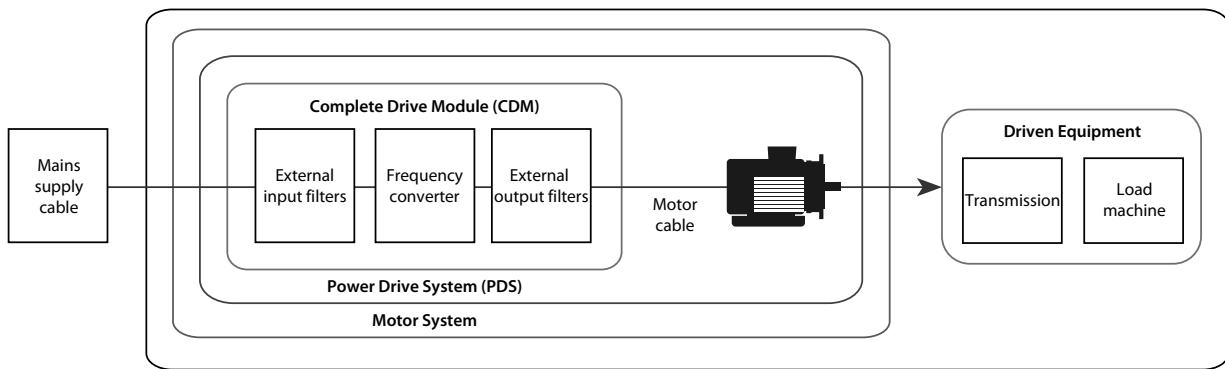 Complete Drive Module (CDM)
Mains
supply
cable
External
input filters
Frequency
converter
External
output filters
Motor
cable
Driven Equipment
Transmission
Load
machine
Power Drive System (PDS)
Motor System